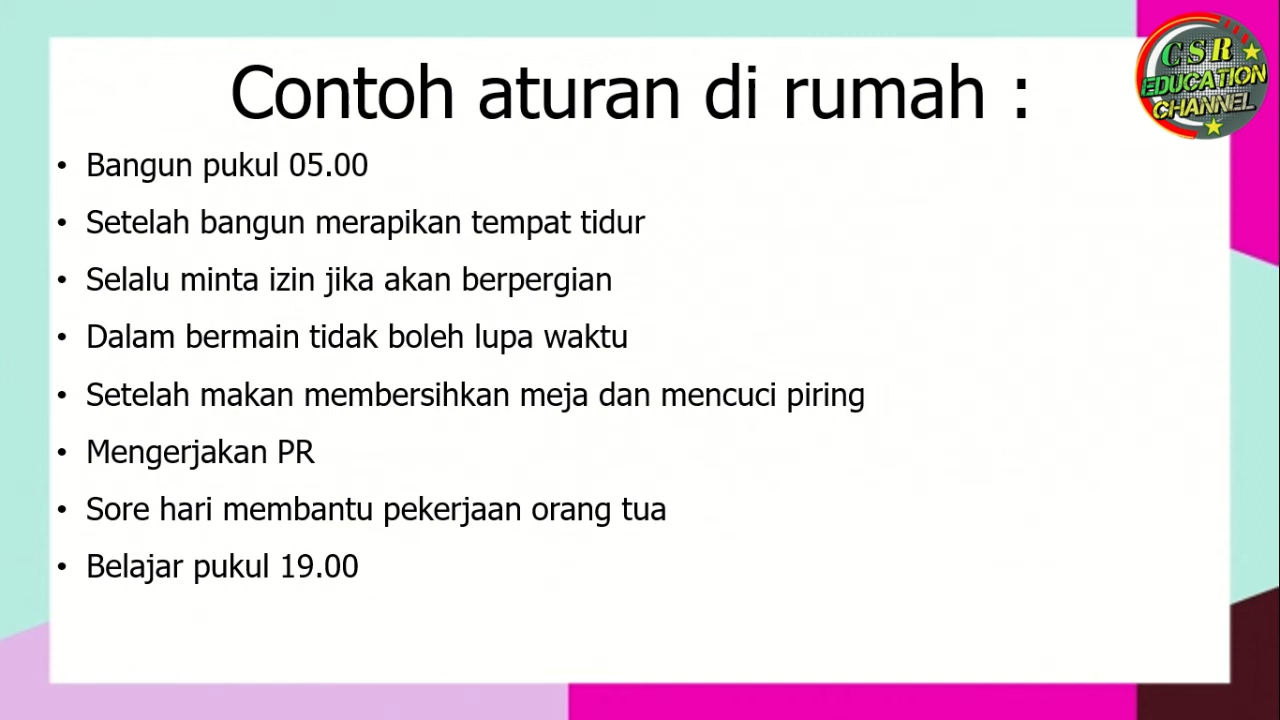 Contoh aturan di rumah :
CSR
EDUCATION
CHANNEL
• Bangun pukul 05.00
• Setelah bangun merapikan tempat tidur
• Selalu minta izin jika akan berpergian
• Dalam bermain tidak boleh lupa waktu
• Setelah makan membersihkan meja dan mencuci piring
• Mengerjakan PR
• Sore hari membantu pekerjaan orang tua
• Belajar pukul 19.00